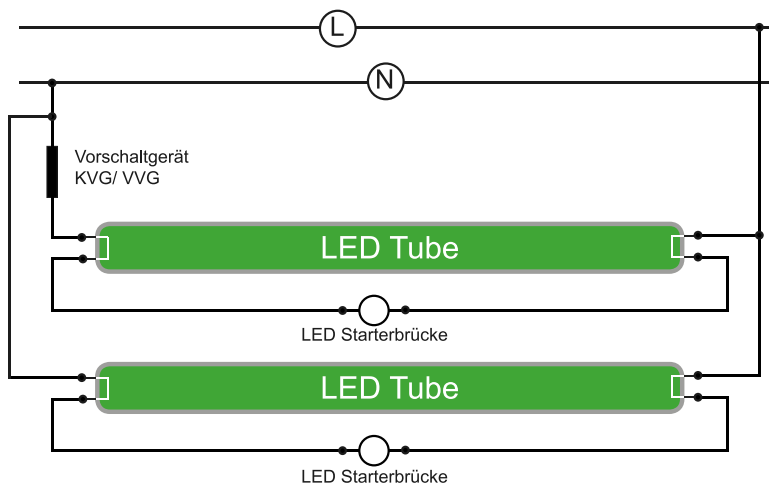 L
N
Vorschaltgerät
KVG/ VVG
LED Tube
LED Starterbrücke
LED Tube
LED Starterbrücke